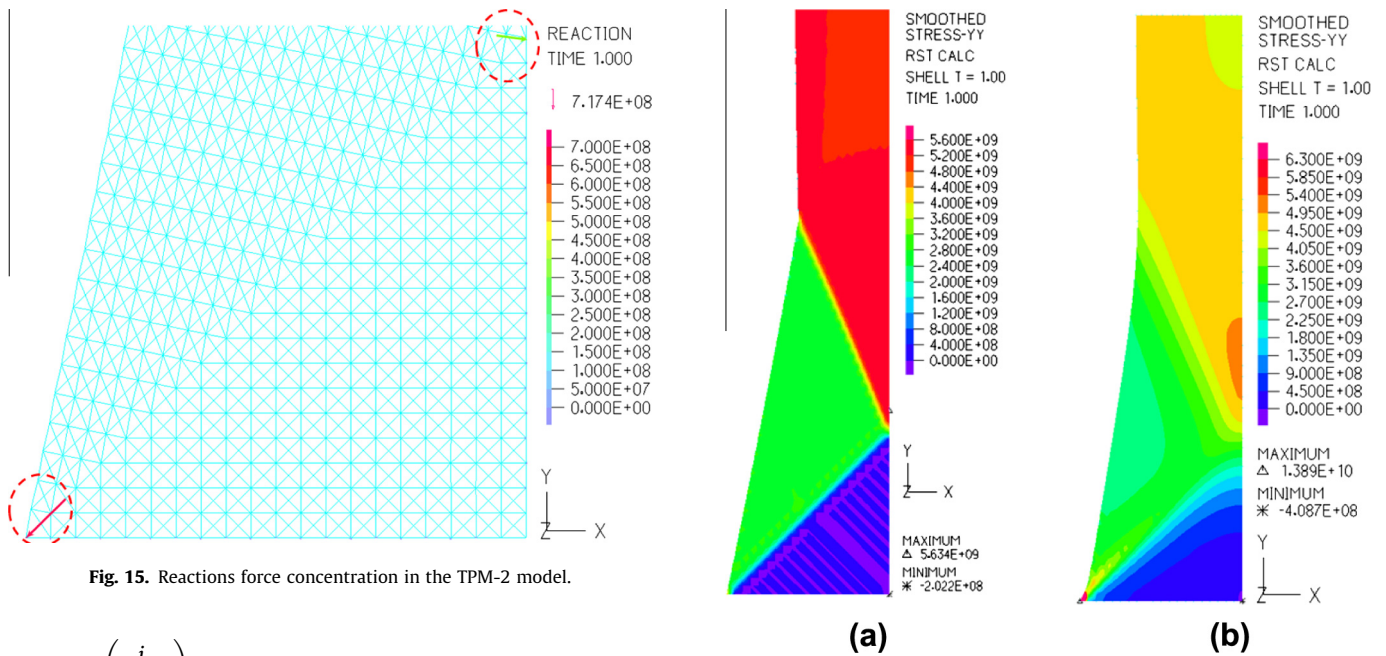 REACTION
TIME 1.000
7.174E+08
7.000E+08
6.500E+08
6.000E+08
5.500E+08
5.000E+08
4.500E+08
4.000E+08
3.500E+08
3.000E+08
2.500E+08
2.000E+08
1.500E+08
1.000E+08
5.000E+07
0.000E+00
Y
Z X
Fig. 15. Reactions force concentration in the TPM-2 model.
i
SMOOTHED
STRESS-YY
RST CALC
SHELL T = 1.00
TIME 1.000
5.600E+09
5.200E+09
4.800E+09
4.400E+09
4.000E+09
3.600E+09
3.200E+09
2.800E+09
2.400E+09
2.000E+09
1.600E+09
1.200E+09
8.000E+08
4.000E+08
0.000E+00
Y
Z X
MAXIMUM
Δ 5.634E+09
MINIMUM
* -2.022E+08
(a)
SMOOTHED
STRESS-YY
RST CALC
SHELL T = 1.00
TIME 1.000
6.300E+09
5.850E+09
5.400E+09
4.950E+09
4.500E+09
4.050E+09
3.600E+09
3.150E+09
2.700E+09
2.250E+09
1.800E+09
1.350E+09
9.000E+08
4.500E+08
0.000E+00
MAXIMUM
Δ 1.389E+10
MINIMUM
* -4.087E+08
Y
Z X
(b)